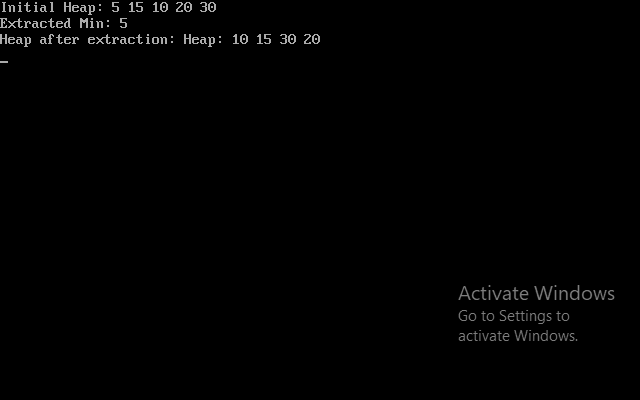 Initial Heap: 5 15 10 20 30
Extracted Min: 5
Heap after extraction: Heap: 10 15 30 20
Activate Windows
Go to Settings to
activate Windows.